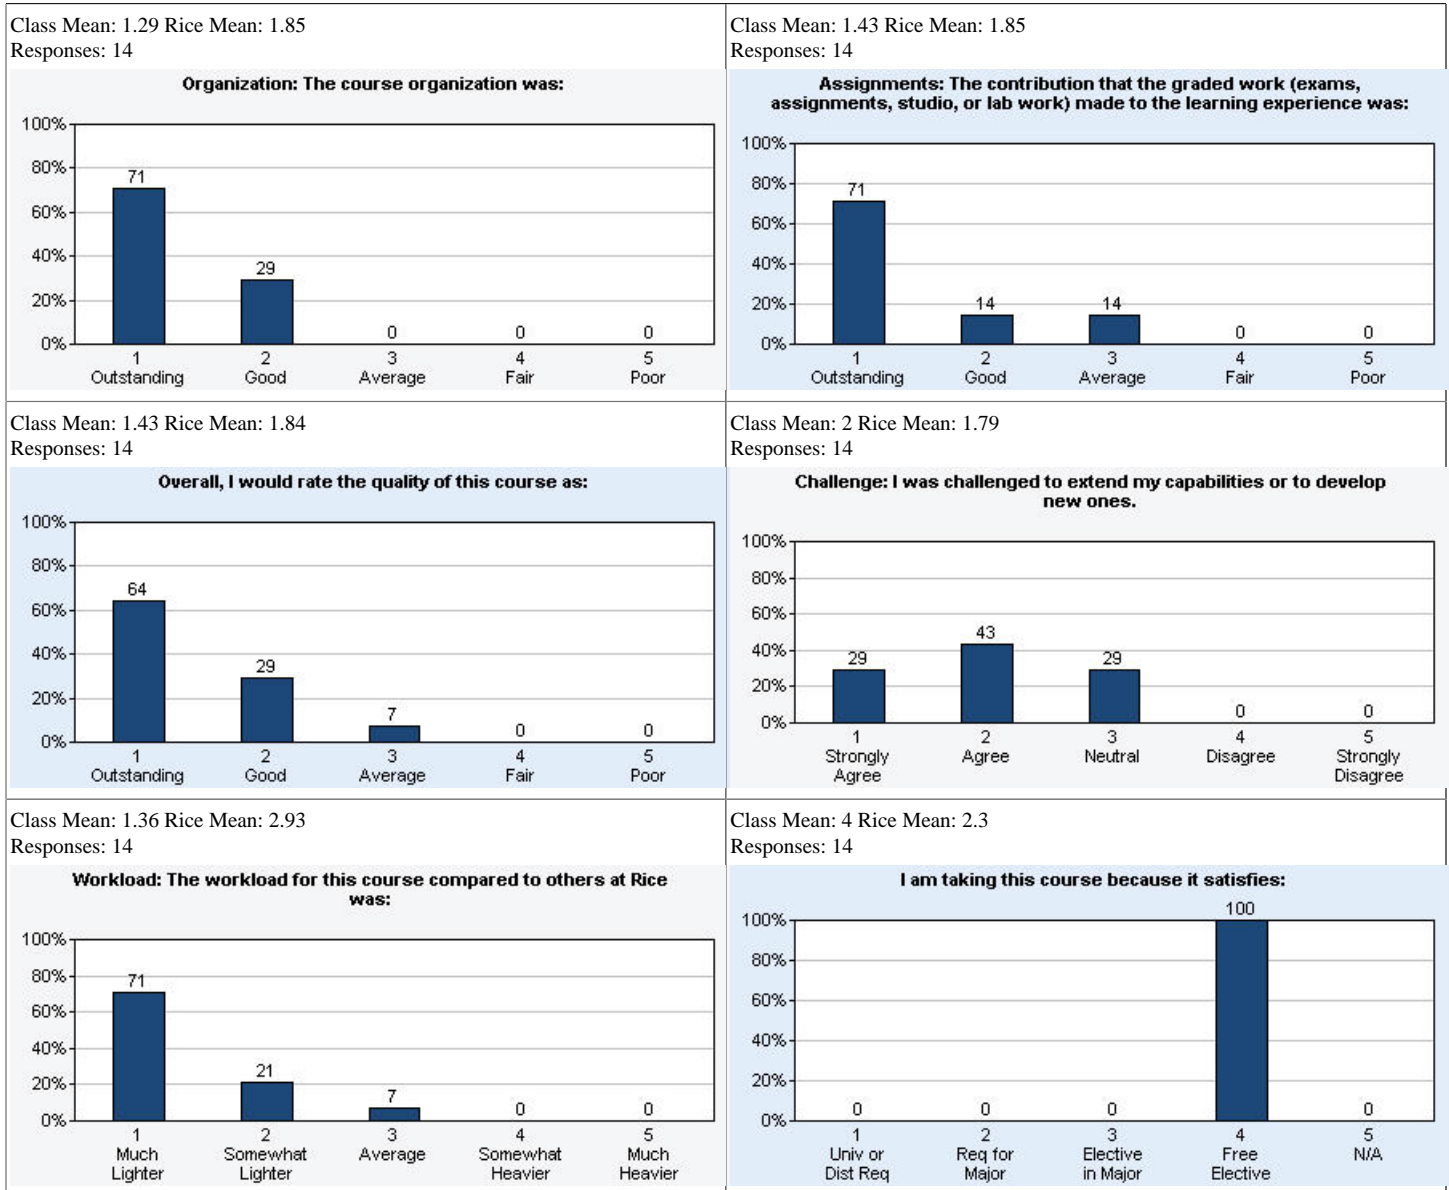 Class Mean: 1.29 Rice Mean: 1.85
Responses: 14
Organization: The course organization was:
100%
80%
60%
40%
20%
0%
71
29
0
0
0
1
2
3
4
5
Outstanding
Good
Average
Fair
Poor
Class Mean: 1.43 Rice Mean: 1.85
Responses: 14
Assignments: The contribution that the graded work (exams,
assignments, studio, or lab work) made to the learning experience was:
100%
80%
60%
40%
20%
0%
71
14
14
0
0
1
2
3
4
5
Outstanding
Good
Average
Fair
Poor
Class Mean: 1.43 Rice Mean: 1.84
Responses: 14
Overall, I would rate the quality of this course as:
100%
80%
60%
40%
20%
0%
64
29
7
0
0
1
2
3
4
5
Outstanding
Good
Average
Fair
Poor
Class Mean: 2 Rice Mean: 1.79
Responses: 14
Challenge: I was challenged to extend my capabilities or to develop
new ones.
100%
80%
60%
40%
20%
0%
29
43
29
0
0
1
2
3
4
5
Strongly
Agree
Agree
Neutral
Disagree
Strongly
Disagree
Class Mean: 1.36 Rice Mean: 2.93
Responses: 14
Workload: The workload for this course compared to others at Rice
was:
100%
80%
60%
40%
20%
0%
71
21
7
0
0
1
2
3
4
5
Much
Lighter
Somewhat
Lighter
Average
Somewhat
Heavier
Much
Heavier
Class Mean: 4 Rice Mean: 2.3
Responses: 14
I am taking this course because it satisfies:
100%
80%
60%
40%
20%
0%
0
0
0
100
0
1
2
3
4
5
Univ or
Dist Req
Req for
Major
Elective
in Major
Free
Elective
N/A